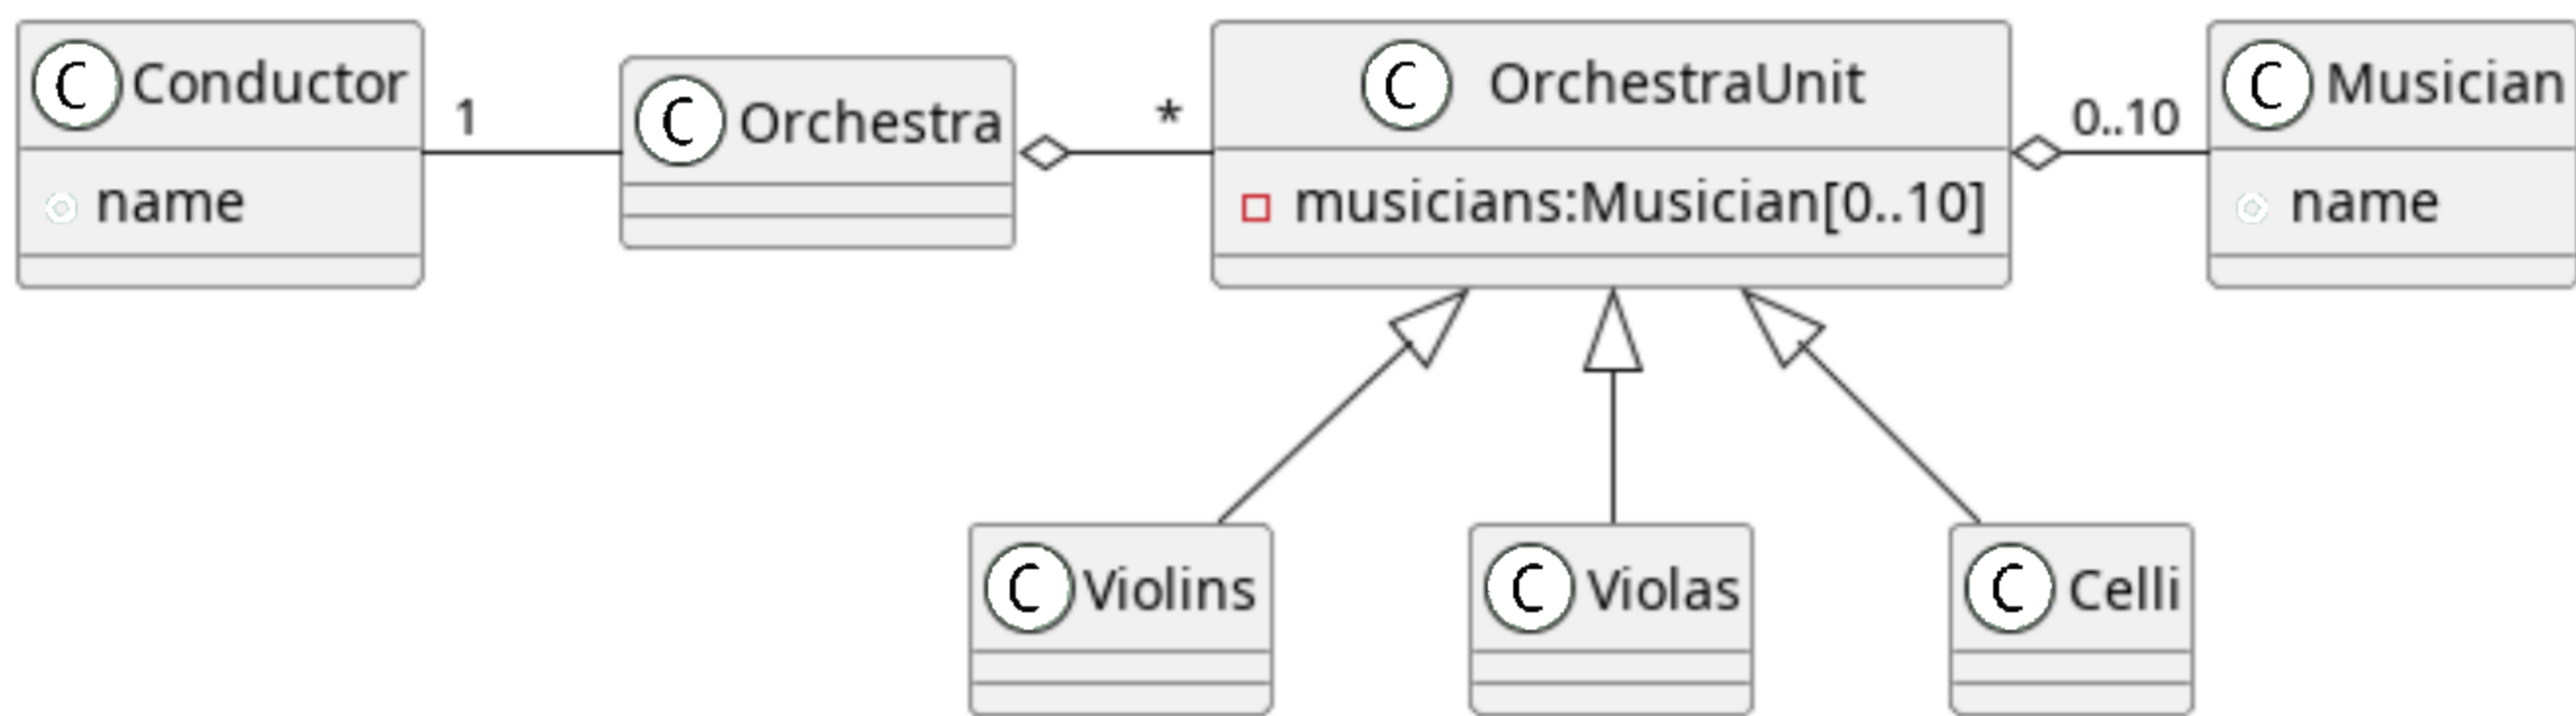 C Conductor
name
1
C Orchestra
*
C OrchestraUnit
musicians:Musician[0..10]
0..10
C Musician
name
C Violins
C Violas
C Celli